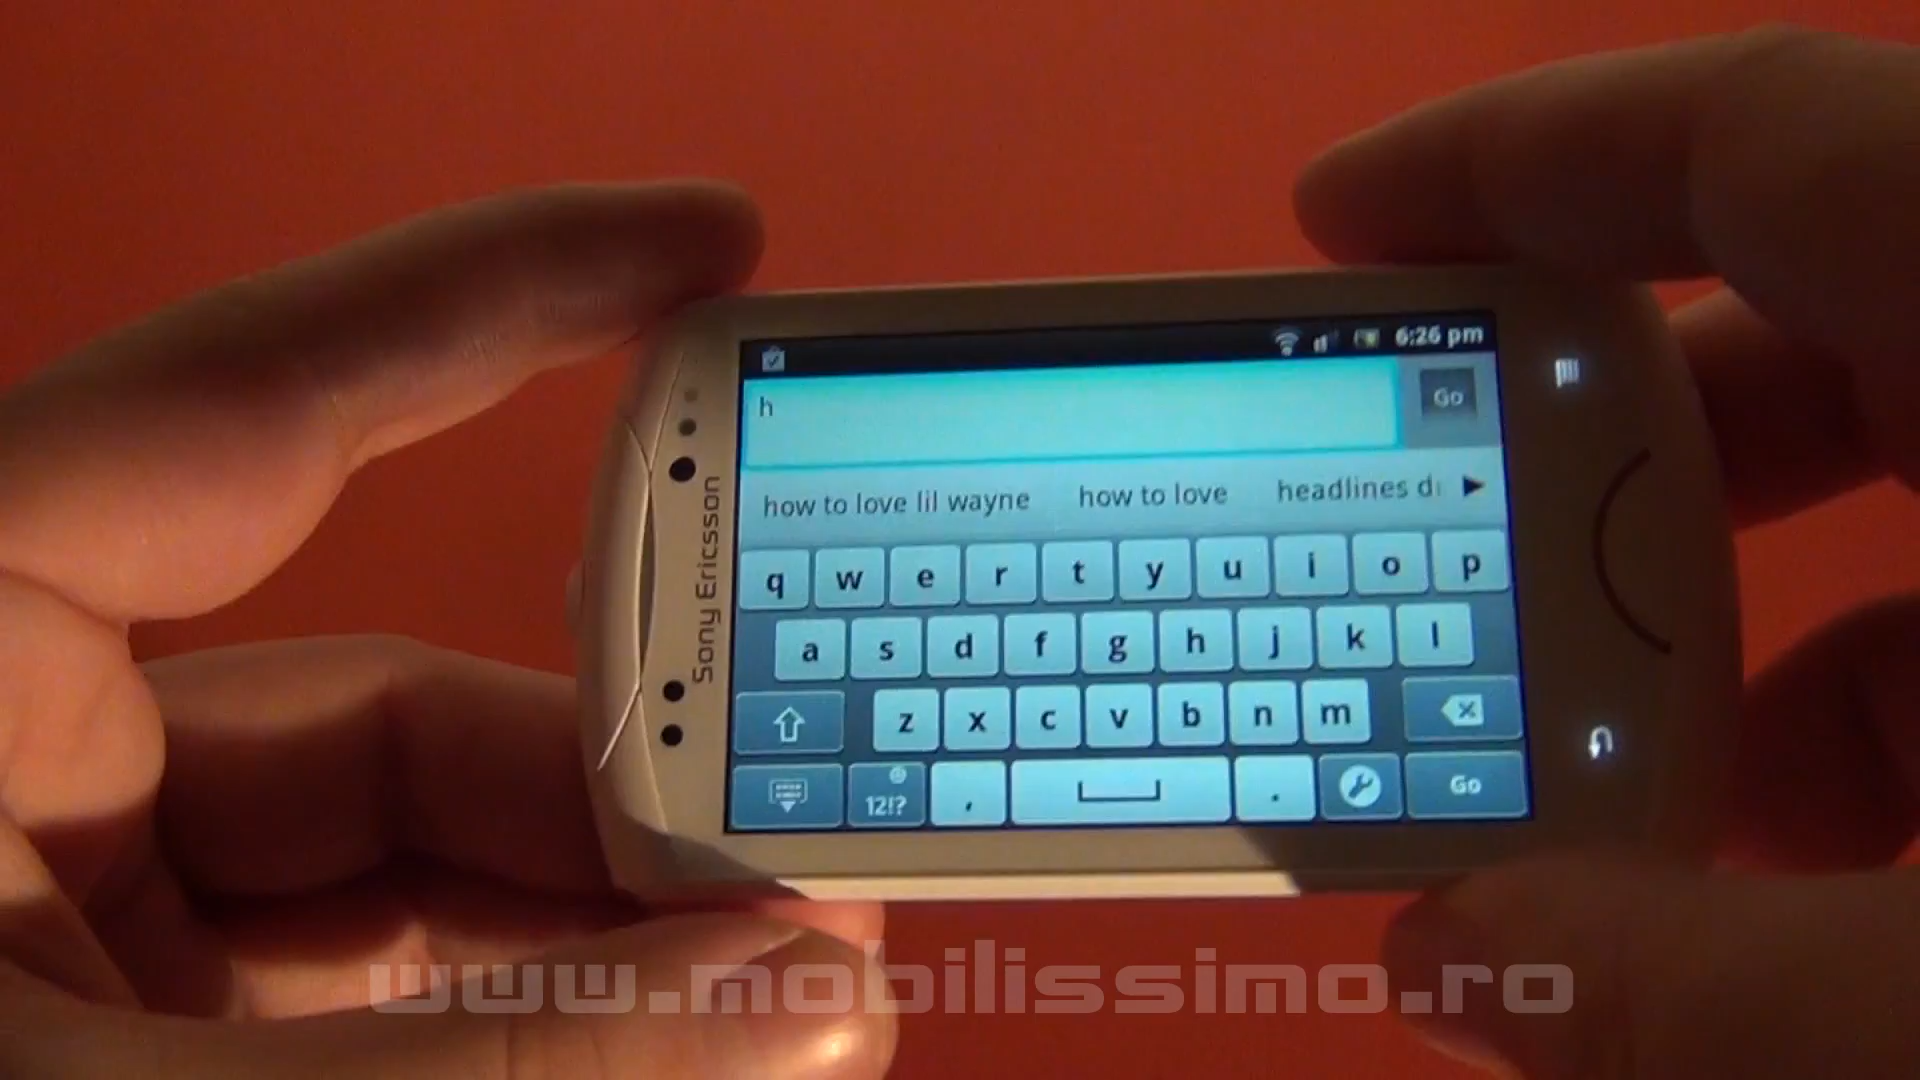 6:26 pm
h
Go
how to love lil wayne how to love headlines d
Sony Ericsson
q w e r t y u i o p
a s d f g h j k l
z x c v b n m
12!? , . Go
www.mobilissimo.ro